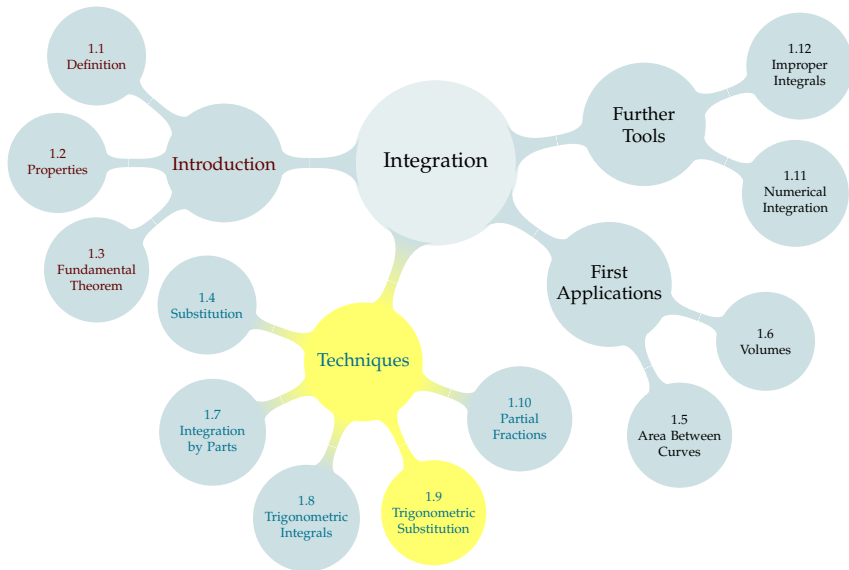 Integration
Introduction
1.1
Definition
1.2
Properties
1.3
Fundamental
Theorem
Techniques
1.4
Substitution
1.7
Integration
by Parts
1.8
Trigonometric
Integrals
1.9
Trigonometric
Substitution
1.10
Partial
Fractions
First
Applications
1.5
Area Between
Curves
1.6
Volumes
Further
Tools
1.11
Numerical
Integration
1.12
Improper
Integrals